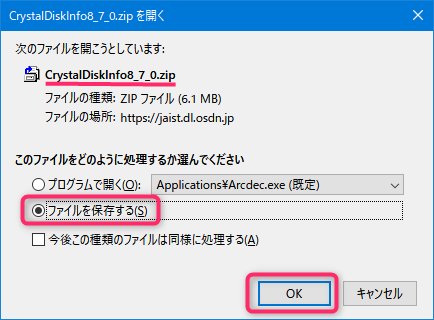 CrystalDiskInfo8_7_0.zip を開く
次のファイルを開こうとしています:
CrystalDiskInfo8_7_0.zip
ファイルの種類: ZIP ファイル (6.1 MB)
ファイルの場所: https://jaist.dl.osdn.jp
このファイルをどのように処理するか選んでください
プログラムで開く(O): Applications¥Arcdec.exe (既定)
ファイルを保存する(S)
今後この種類のファイルは同様に処理する(A)
OK キャンセル